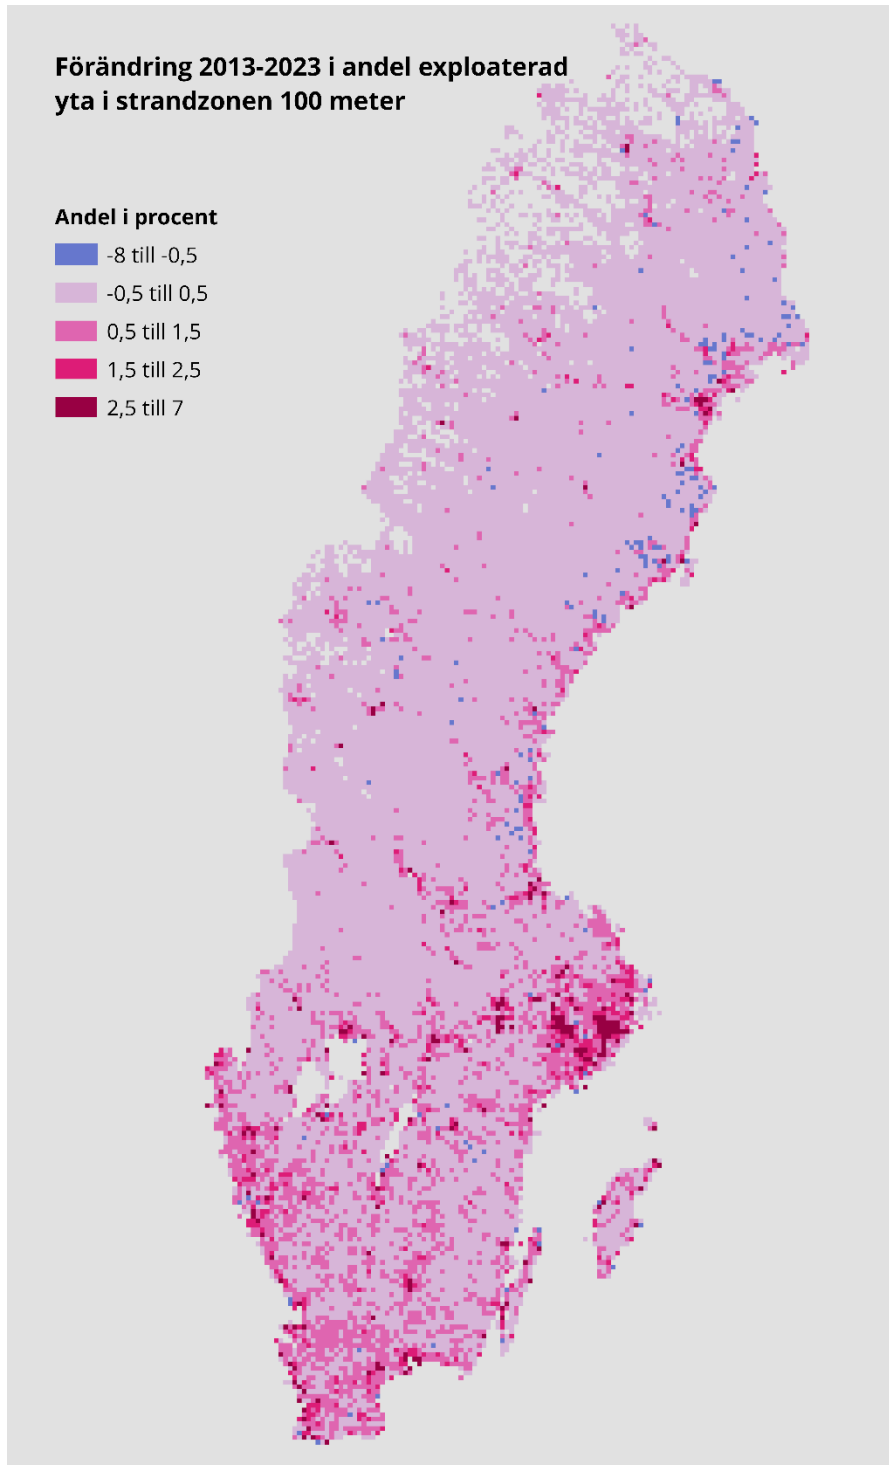 Förändring 2013-2023 i andel exploaterad
yta i strandzonen 100 meter
Andel i procent
-8 till -0,5
-0,5 till 0,5
0,5 till 1,5
1,5 till 2,5
2,5 till 7